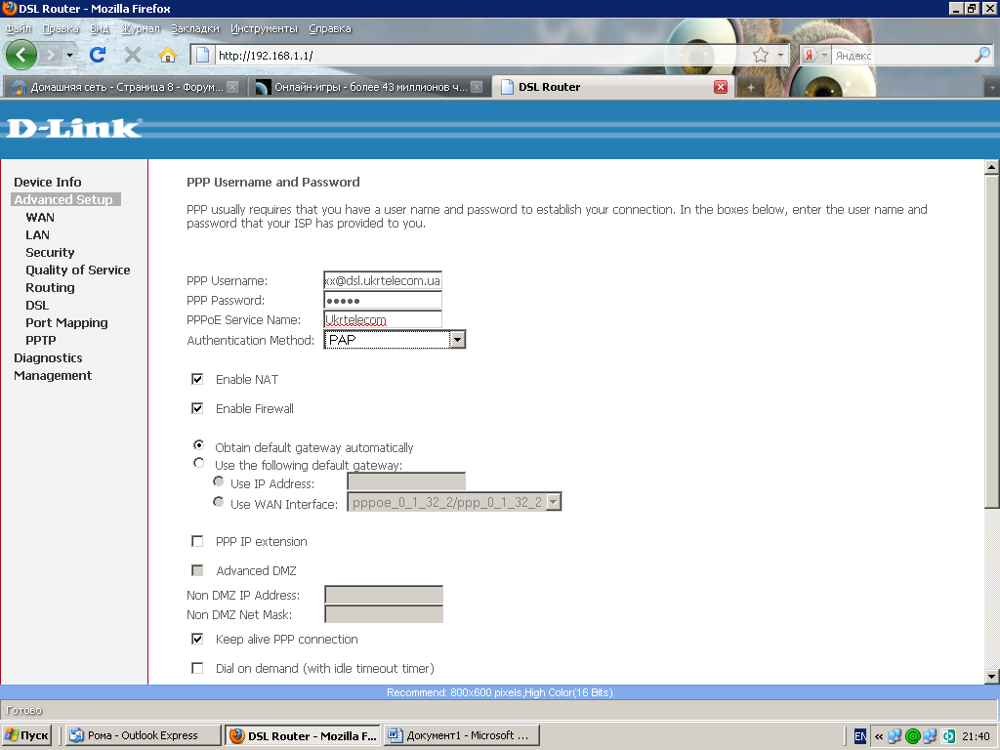 DSL Router - Mozilla Firefox
Файл Правка Вид Журнал Закладки Инструменты Справка
http://192.168.1.1/
Я Яндекс
Домашняя сеть - Страница 8 - Форум...
Онлайн-игры - более 43 миллионов ч...
DSL Router
D-Link
Device Info
Advanced Setup
WAN
LAN
Security
Quality of Service
Routing
DSL
Port Mapping
PPTP
Diagnostics
Management
PPP Username and Password
PPP usually requires that you have a user name and password to establish your connection. In the boxes below, enter the user name and
password that your ISP has provided to you.
PPP Username: xx@dsl.ukrtelecom.ua
PPP Password: •••••
PPPoE Service Name: Ukrtelecom
Authentication Method: PAP
Enable NAT
Enable Firewall
Obtain default gateway automatically
Use the following default gateway:
Use IP Address:
Use WAN Interface: pppoe_0_1_32_2/ppp_0_1_32_2
PPP IP extension
Advanced DMZ
Non DMZ IP Address:
Non DMZ Net Mask:
Keep alive PPP connection
Dial on demand (with idle timeout timer)
Recommend: 800x600 pixels,High Color(16 Bits)
Готово
Пуск
Рома - Outlook Express
DSL Router - Mozilla F...
Документ1 - Microsoft ...
EN « 21:40